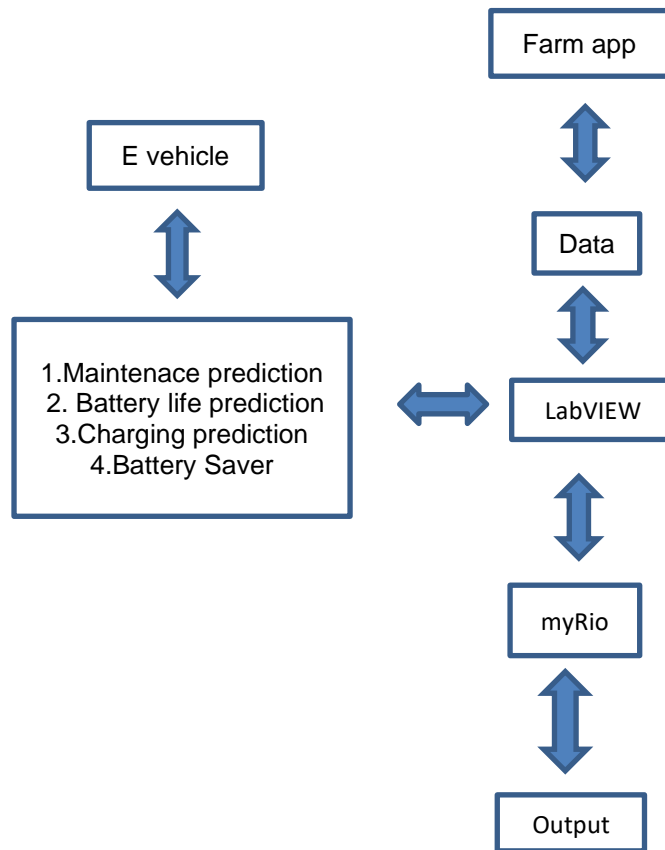 Farm app
E vehicle
Data
1.Maintenace prediction
2. Battery life prediction
3.Charging prediction
4.Battery Saver
LabVIEW
myRio
Output